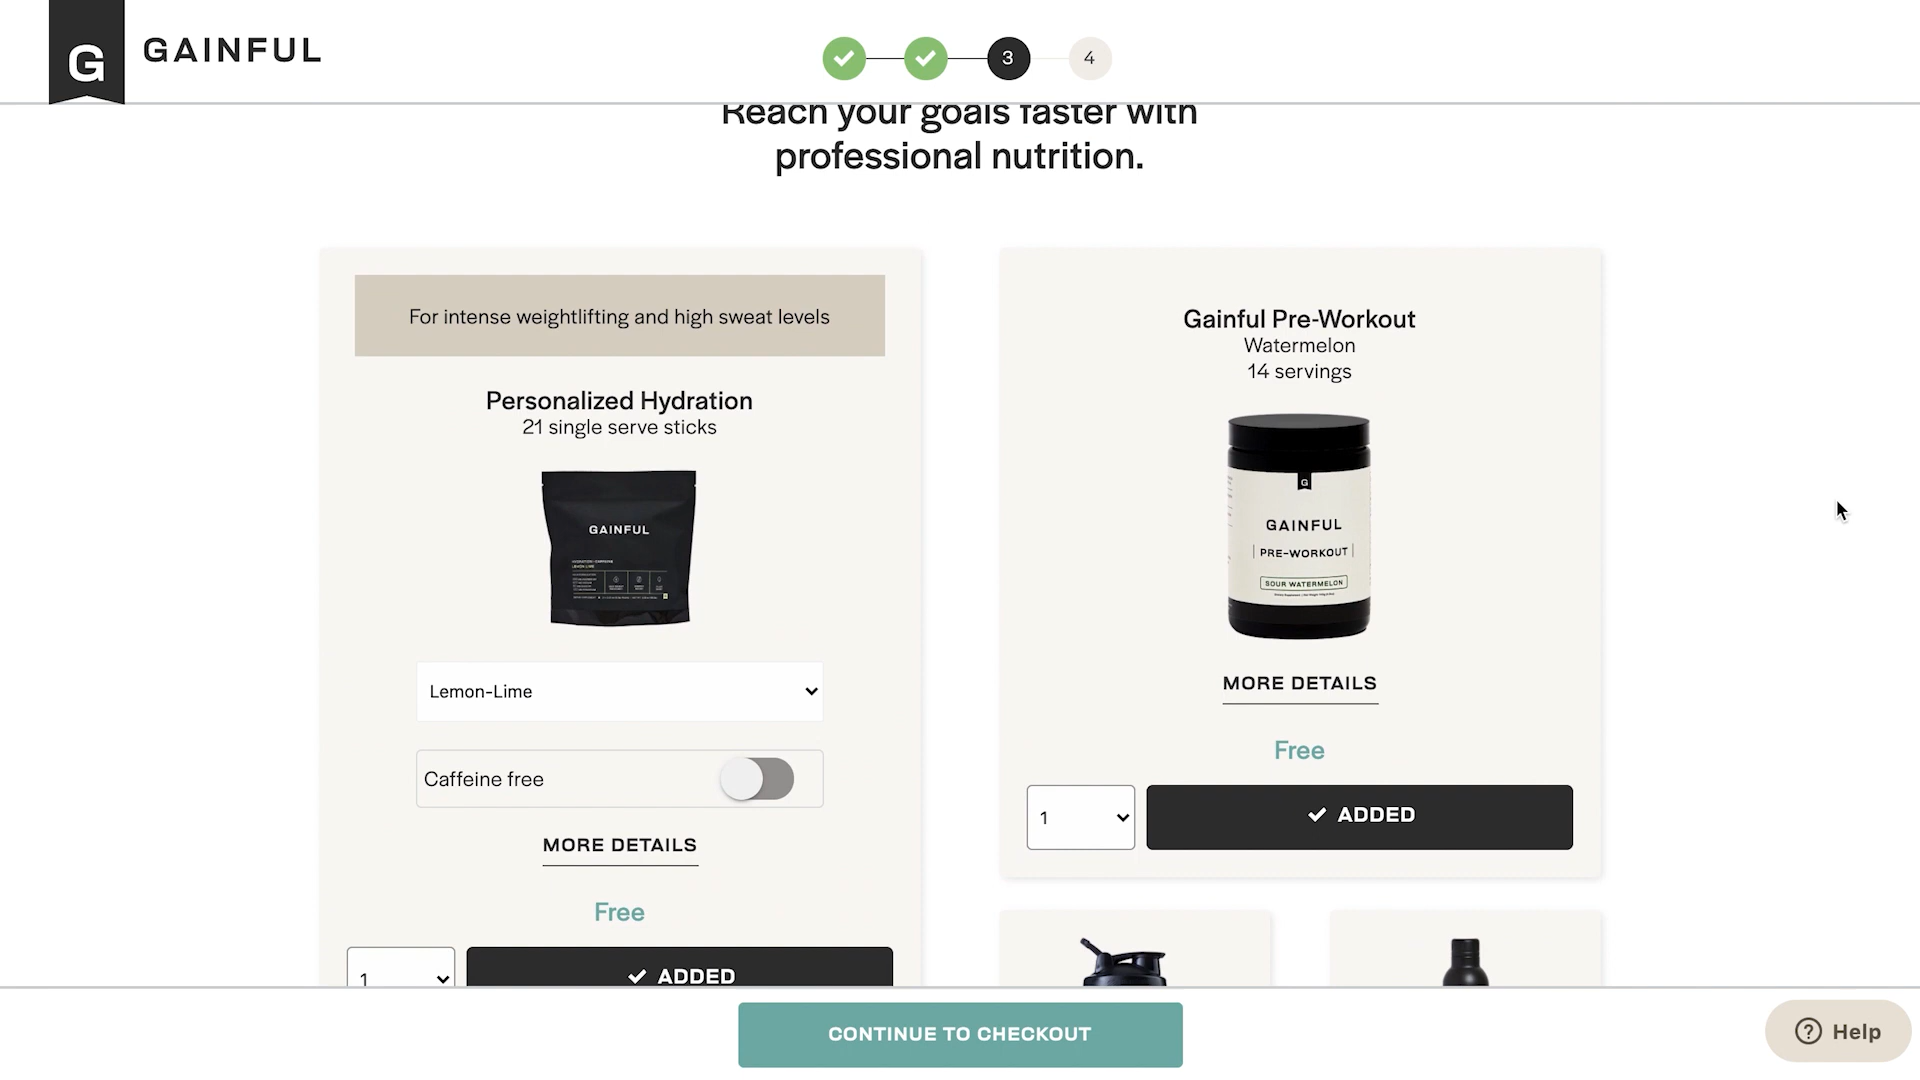 G GAINFUL
3 4
Reach your goals faster with
professional nutrition.
For intense weightlifting and high sweat levels
Personalized Hydration
21 single serve sticks
GAINFUL
LEMON LIME
Lemon-Lime
Caffeine free
MORE DETAILS
Free
1
ADDED
Gainful Pre-Workout
Watermelon
14 servings
G
GAINFUL
PRE-WORKOUT
SOUR WATERMELON
MORE DETAILS
Free
1
ADDED
CONTINUE TO CHECKOUT
? Help